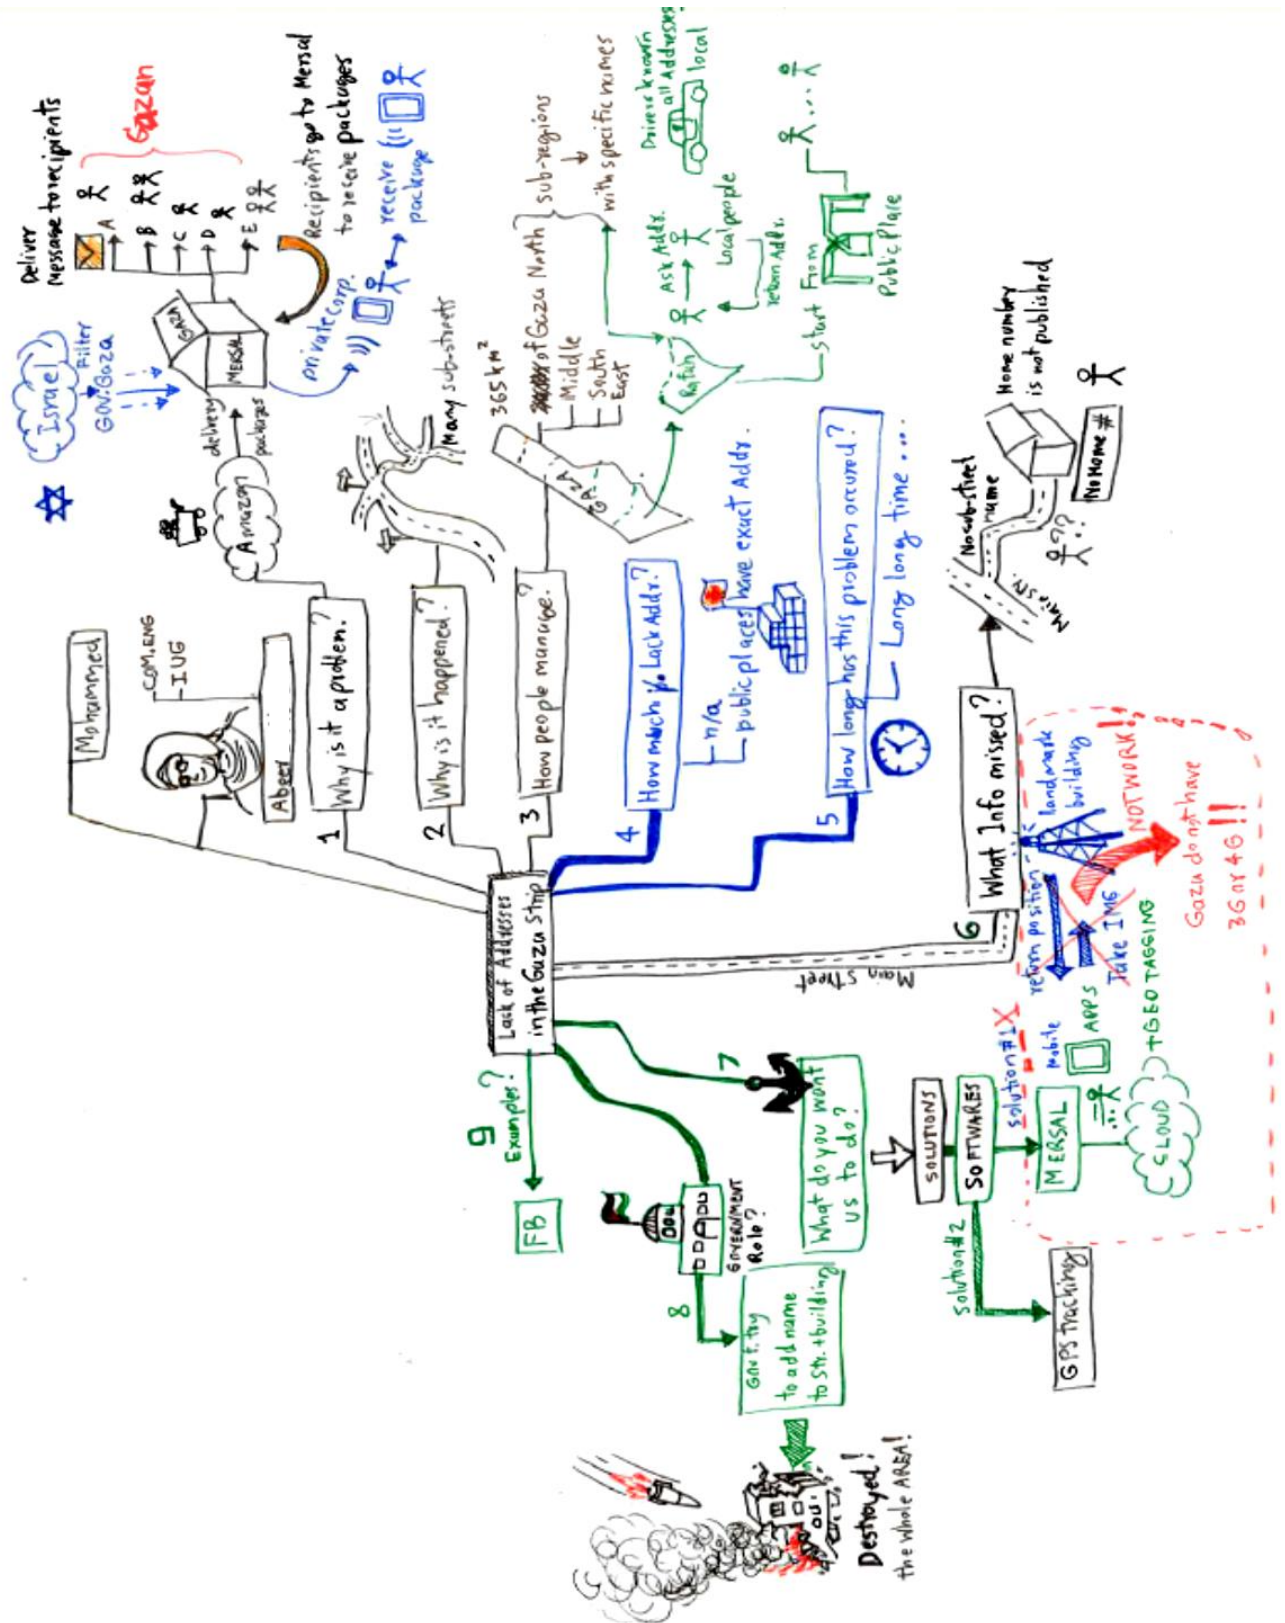 Mohammed
COM.ENG
IUG
Abeer
Lack of Addresses
in the Gaza Strip
1
Why is it a problem?
Amazon
delivery
packages
Israel
Filter
GOV.Gaza
GAZA
MERSAL
Deliver
Message to recipients
A
B
C
D
E
Gazan
Recipients go to Mersal
to receive packages
private corp.
receive
package
2
Why is it happened?
Many sub-streets
3
How people manage?
GAZA
365 km²
of Gaza North
Middle
South
East
sub-regions
with specific names
Rafah
Ask Addr.
Local people
return Addr.
Driver known
all Addresses
local
start From
Public Place
4
How much % Lack Addr.?
n/a
public places have exact Addr.
5
How long has this problem occured?
Long long time ....
6
Main Street
What Info missed?
Main str.
No sub-street
name
Home number
is not published
No Home #
??
7
What do you want
us to do?
SOLUTIONS
SOFTWARES
solution#1X
MERSAL
Mobile
APPS
CLOUD
+GEO TAGGING
return position
Take IMG
landmark
building
NOT WORK!!
Gaza do not have
3G or 4G!!
solution#2
GPS tracking
GOVERNMENT
Role?
8
Gov F. try
to add name
to Str. + building
Destroyed!
the whole AREA!
9
Examples?
FB